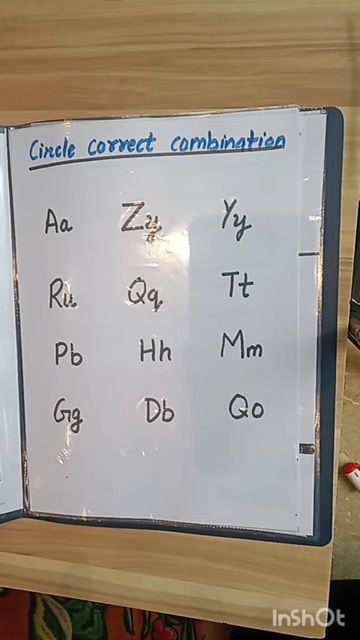 Circle correct combination
Aa Zy Yy
Ru Qq Tt
Pb Hh Mm
Gg Db Qo
InShOt